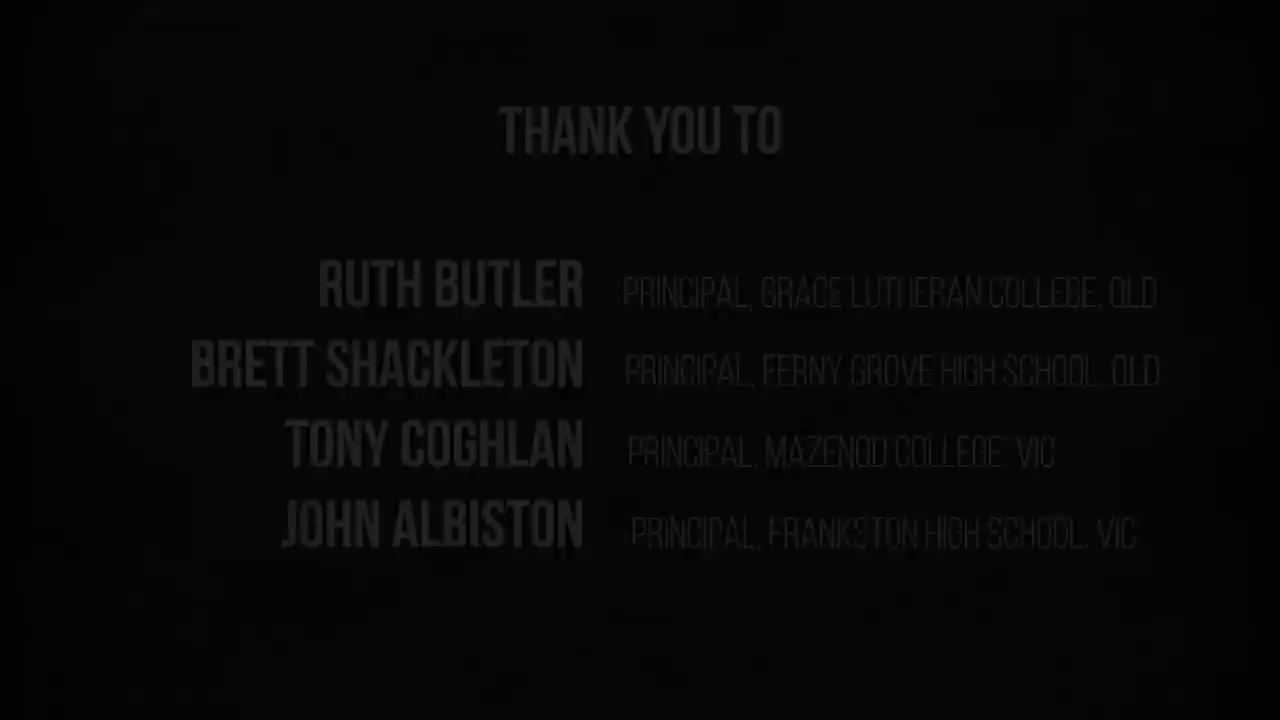 THANK YOU TO
RUTH BUTLER PRINCIPAL, GRACE LUTHERAN COLLEGE, QLD
BRETT SHACKLETON PRINCIPAL, FERNY GROVE HIGH SCHOOL, QLD
TONY COGHLAN PRINCIPAL, MAZENOD COLLEGE, VIC
JOHN ALBISTON PRINCIPAL, FRANKSTON HIGH SCHOOL, VIC